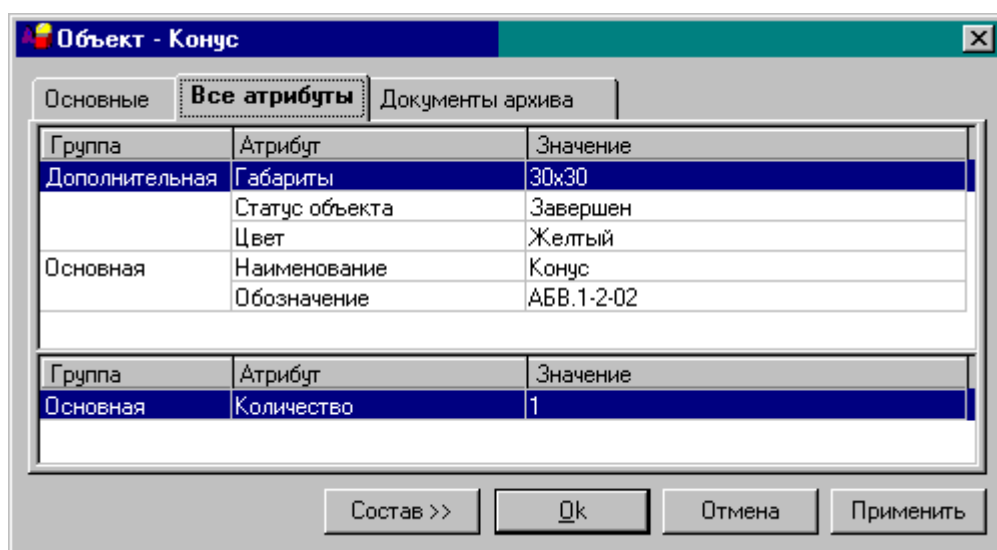 Объект - Конус
Основные Все атрибуты Документы архива
Группа Атрибут Значение
Дополнительная Габариты 30x30
Статус объекта Завершен
Цвет Желтый
Основная Наименование Конус
Обозначение АБВ.1-2-02
Группа Атрибут Значение
Основная Количество 1
Состав >> Ok Отмена Применить